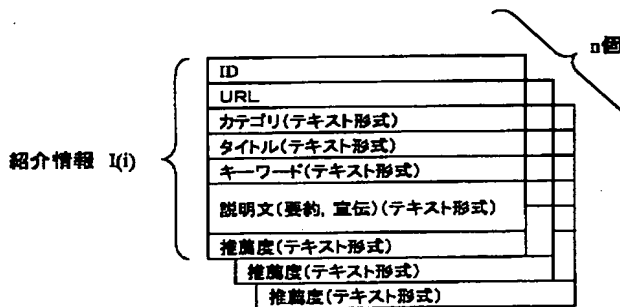 n個
ID
URL
カテゴリ(テキスト形式)
タイトル(テキスト形式)
紹介情報 I(i)
キーワード(テキスト形式)
説明文(要約, 宣伝)(テキスト形式)
推薦度(テキスト形式)
推薦度(テキスト形式)
推薦度(テキスト形式)